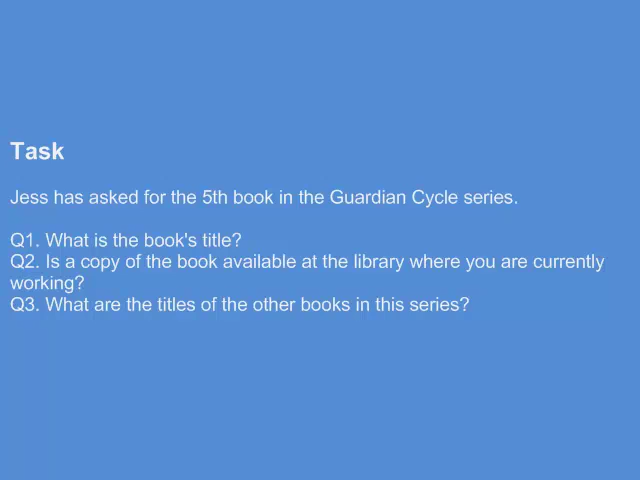 Task
Jess has asked for the 5th book in the Guardian Cycle series.
Q1. What is the book's title?
Q2. Is a copy of the book available at the library where you are currently
working?
Q3. What are the titles of the other books in this series?